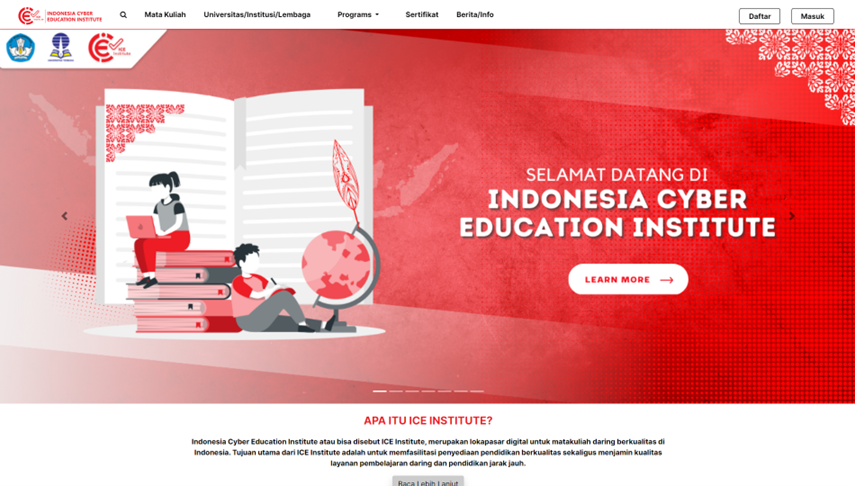 INDONESIA CYBER
EDUCATION INSTITUTE
Mata Kuliah
Universitas/Institusi/Lembaga
Programs
Sertifikat
Berita/Info
Daftar
Masuk
ICE
Institute
SELAMAT DATANG DI
INDONESIA CYBER
EDUCATION INSTITUTE
LEARN MORE
APA ITU ICE INSTITUTE?
Indonesia Cyber Education Institute atau bisa disebut ICE Institute, merupakan lokapasar digital untuk matakuliah daring berkualitas di
Indonesia. Tujuan utama dari ICE Institute adalah untuk memfasilitasi penyediaan pendidikan berkualitas sekaligus menjamin kualitas
layanan pembelajaran daring dan pendidikan jarak jauh.
Baca Lebih Lanjut